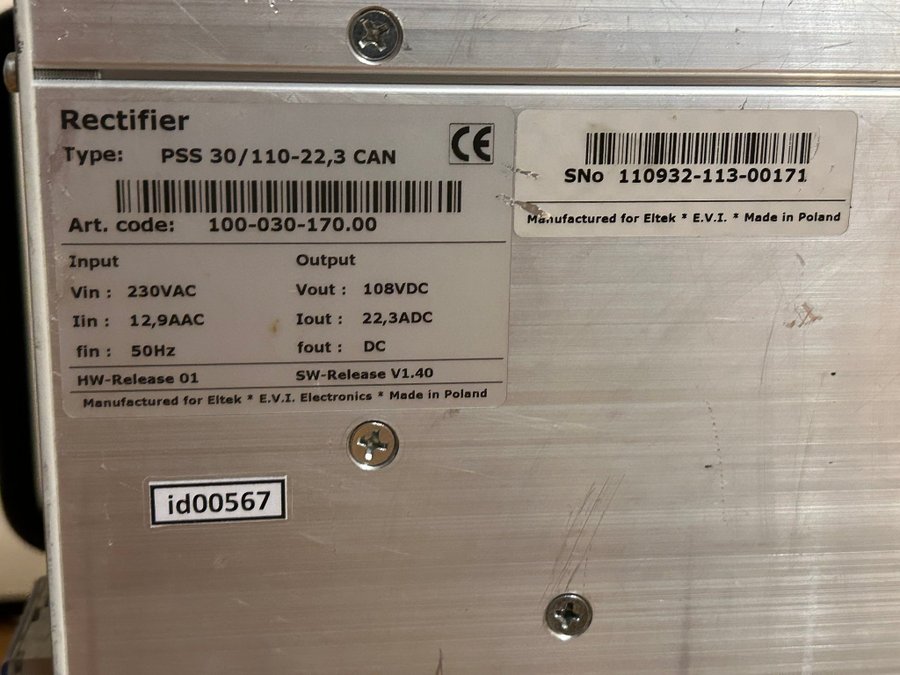 Rectifier
Type: PSS 30/110-22,3 CAN
CE
Art. code: 100-030-170.00
Input Output
Vin : 230VAC Vout : 108VDC
Iin : 12,9AAC Iout : 22,3ADC
fin : 50Hz fout : DC
HW-Release 01 SW-Release V1.40
Manufactured for Eltek * E.V.I. Electronics * Made in Poland
SNo 110932-113-00171
Manufactured for Eltek * E.V.I. * Made in Poland
id00567